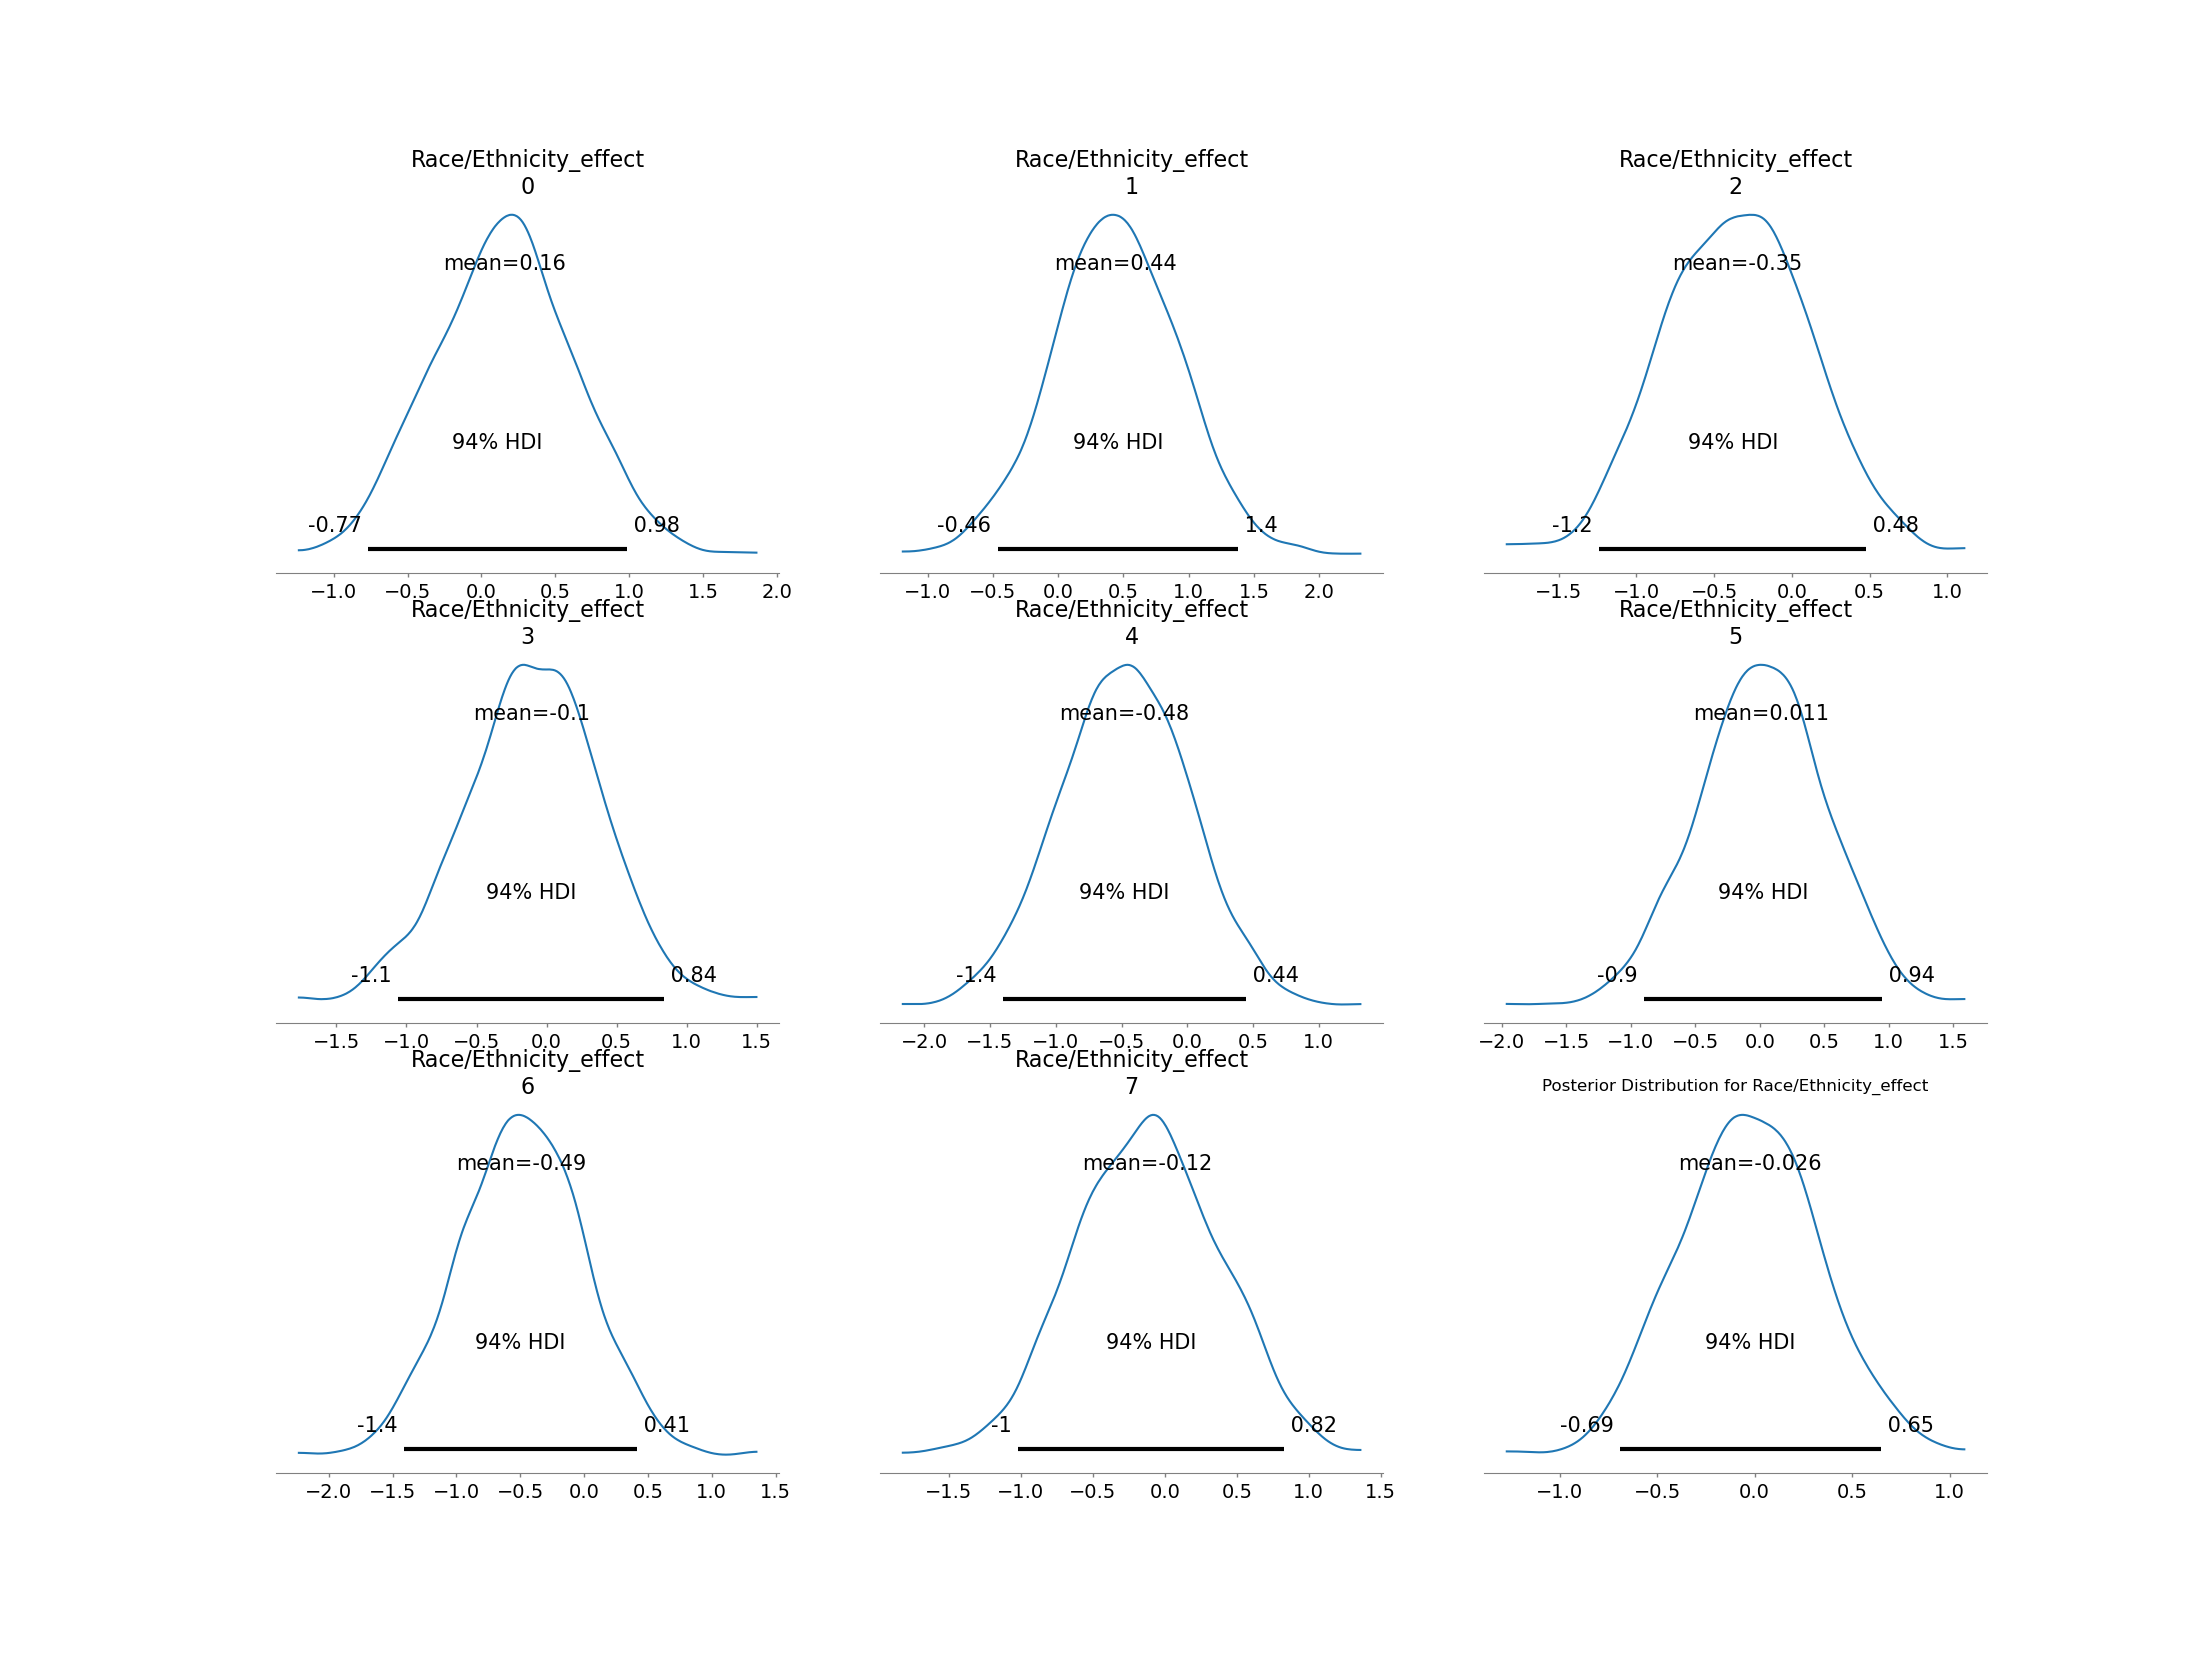 Race/Ethnicity_effect
0
mean=0.16
94% HDI
-0.77 0.98
−1.0 −0.5 0.0 0.5 1.0 1.5 2.0
Race/Ethnicity_effect
1
mean=0.44
94% HDI
-0.46 1.4
−1.0 −0.5 0.0 0.5 1.0 1.5 2.0
Race/Ethnicity_effect
2
mean=-0.35
94% HDI
-1.2 0.48
−1.5 −1.0 −0.5 0.0 0.5 1.0
Race/Ethnicity_effect
3
mean=-0.1
94% HDI
-1.1 0.84
−1.5 −1.0 −0.5 0.0 0.5 1.0 1.5
Race/Ethnicity_effect
4
mean=-0.48
94% HDI
-1.4 0.44
−2.0 −1.5 −1.0 −0.5 0.0 0.5 1.0
Race/Ethnicity_effect
5
mean=0.011
94% HDI
-0.9 0.94
−2.0 −1.5 −1.0 −0.5 0.0 0.5 1.0 1.5
Race/Ethnicity_effect
6
mean=-0.49
94% HDI
-1.4 0.41
−2.0 −1.5 −1.0 −0.5 0.0 0.5 1.0 1.5
Race/Ethnicity_effect
7
mean=-0.12
94% HDI
-1 0.82
−1.5 −1.0 −0.5 0.0 0.5 1.0 1.5
Posterior Distribution for Race/Ethnicity_effect
mean=-0.026
94% HDI
-0.69 0.65
−1.0 −0.5 0.0 0.5 1.0